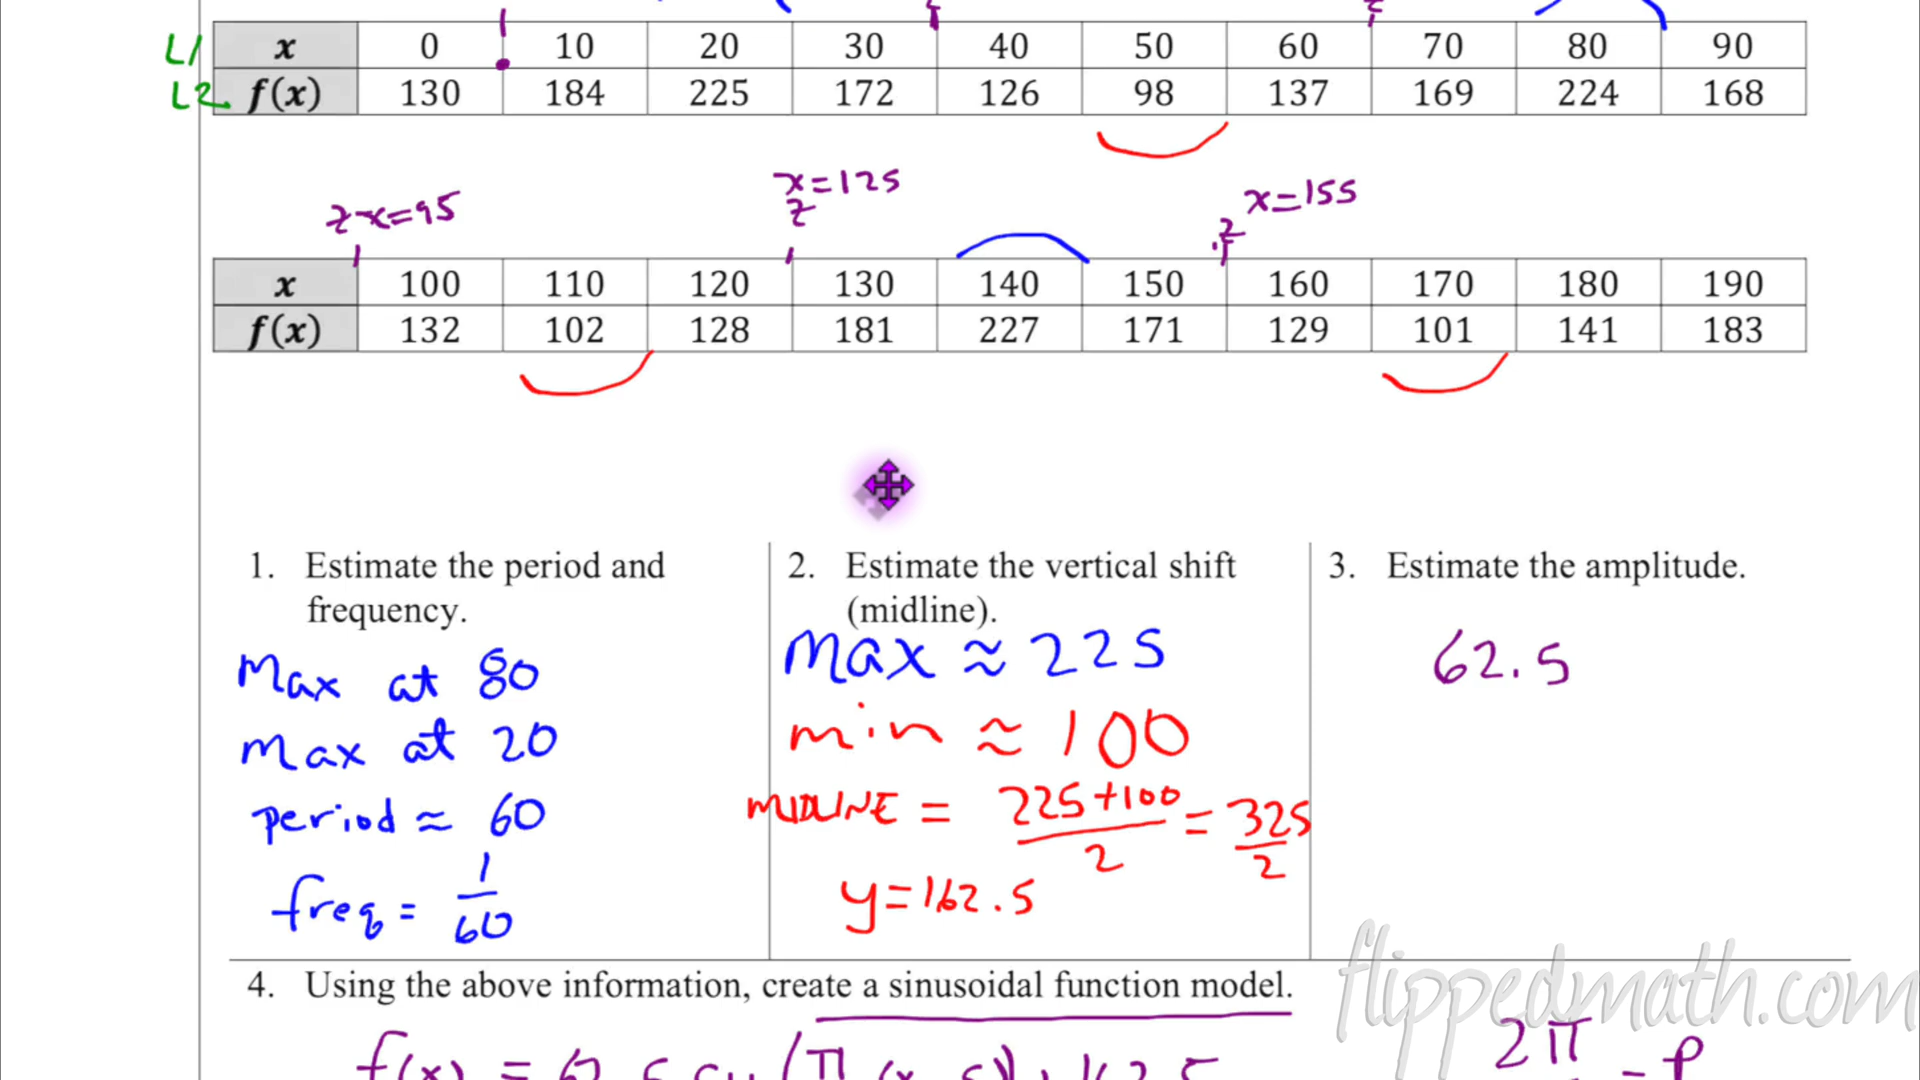 L1 x 0 10 20 30 40 50 60 70 80 90
L2 f(x) 130 184 225 172 126 98 137 169 224 168
x=95
x=125
x=155
x 100 110 120 130 140 150 160 170 180 190
f(x) 132 102 128 181 227 171 129 101 141 183
1. Estimate the period and
frequency.
Max at 80
Max at 20
period ≈ 60
freq = 1/60
2. Estimate the vertical shift
(midline).
Max ≈ 225
min ≈ 100
MIDLINE = (225+100)/2 = 325/2
y=162.5
3. Estimate the amplitude.
62.5
4. Using the above information, create a sinusoidal function model.
flippedmath.com
f(x) =
2π